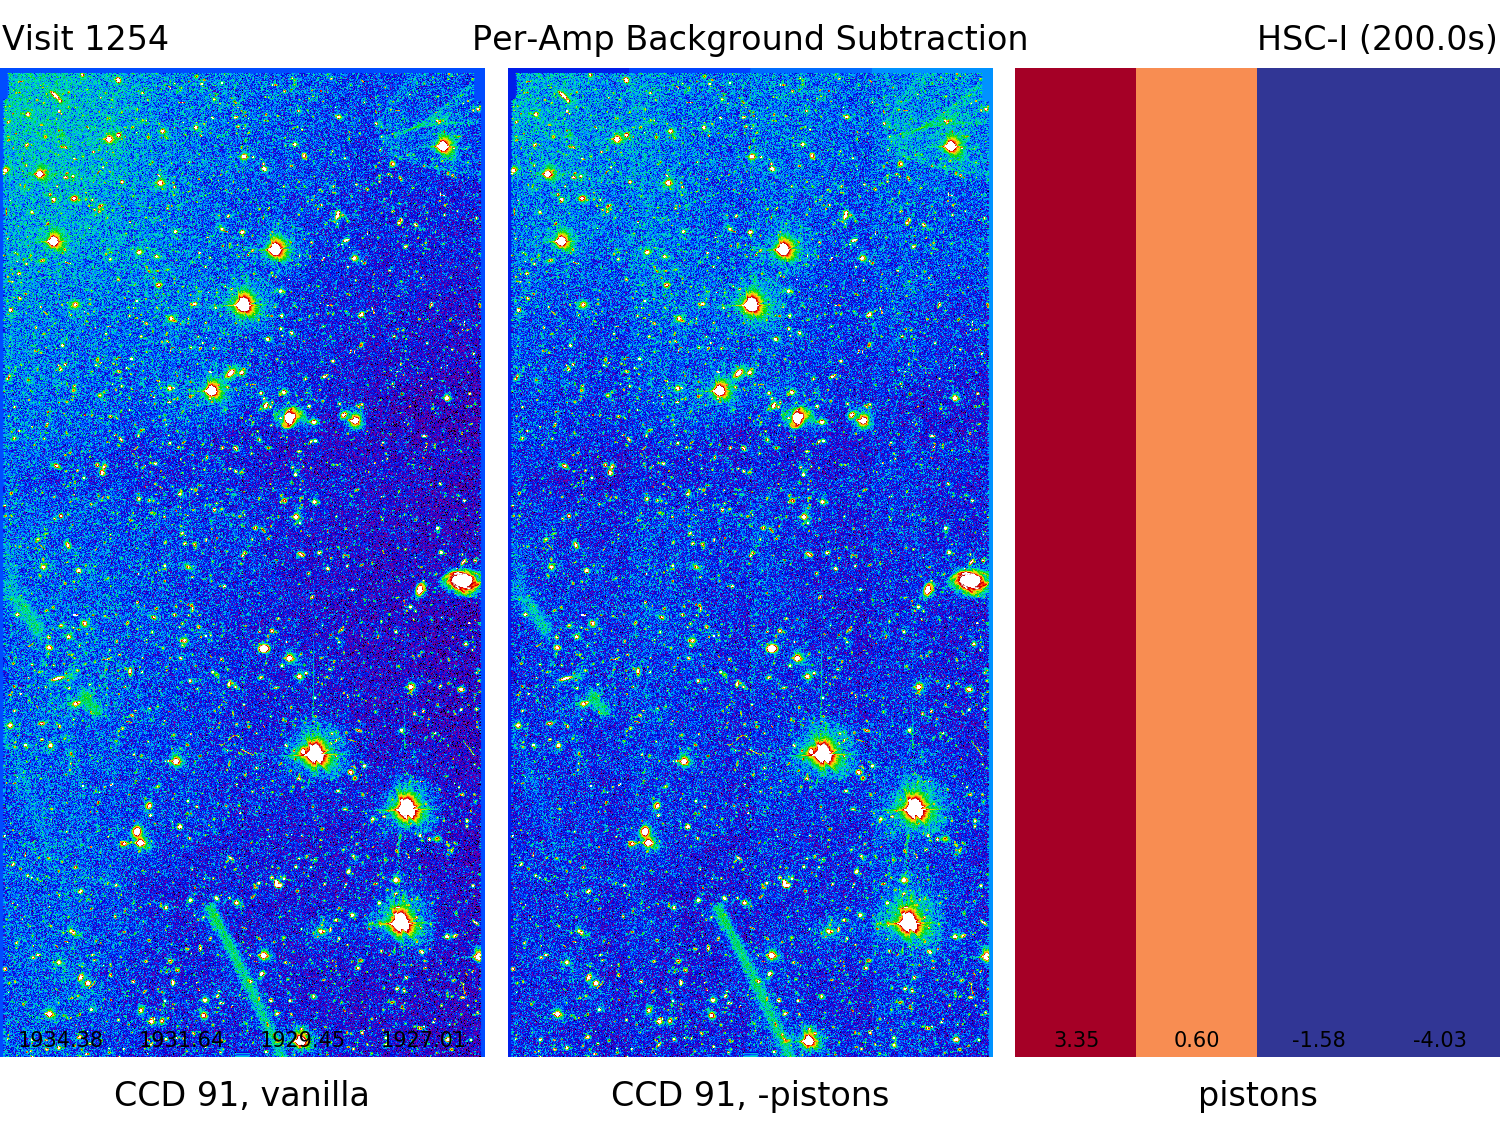 Visit 1254 Per-Amp Background Subtraction HSC-I (200.0s)
1934.38 1931.64 1929.45 1927.01 3.35 0.60 -1.58 -4.03
CCD 91, vanilla CCD 91, -pistons pistons